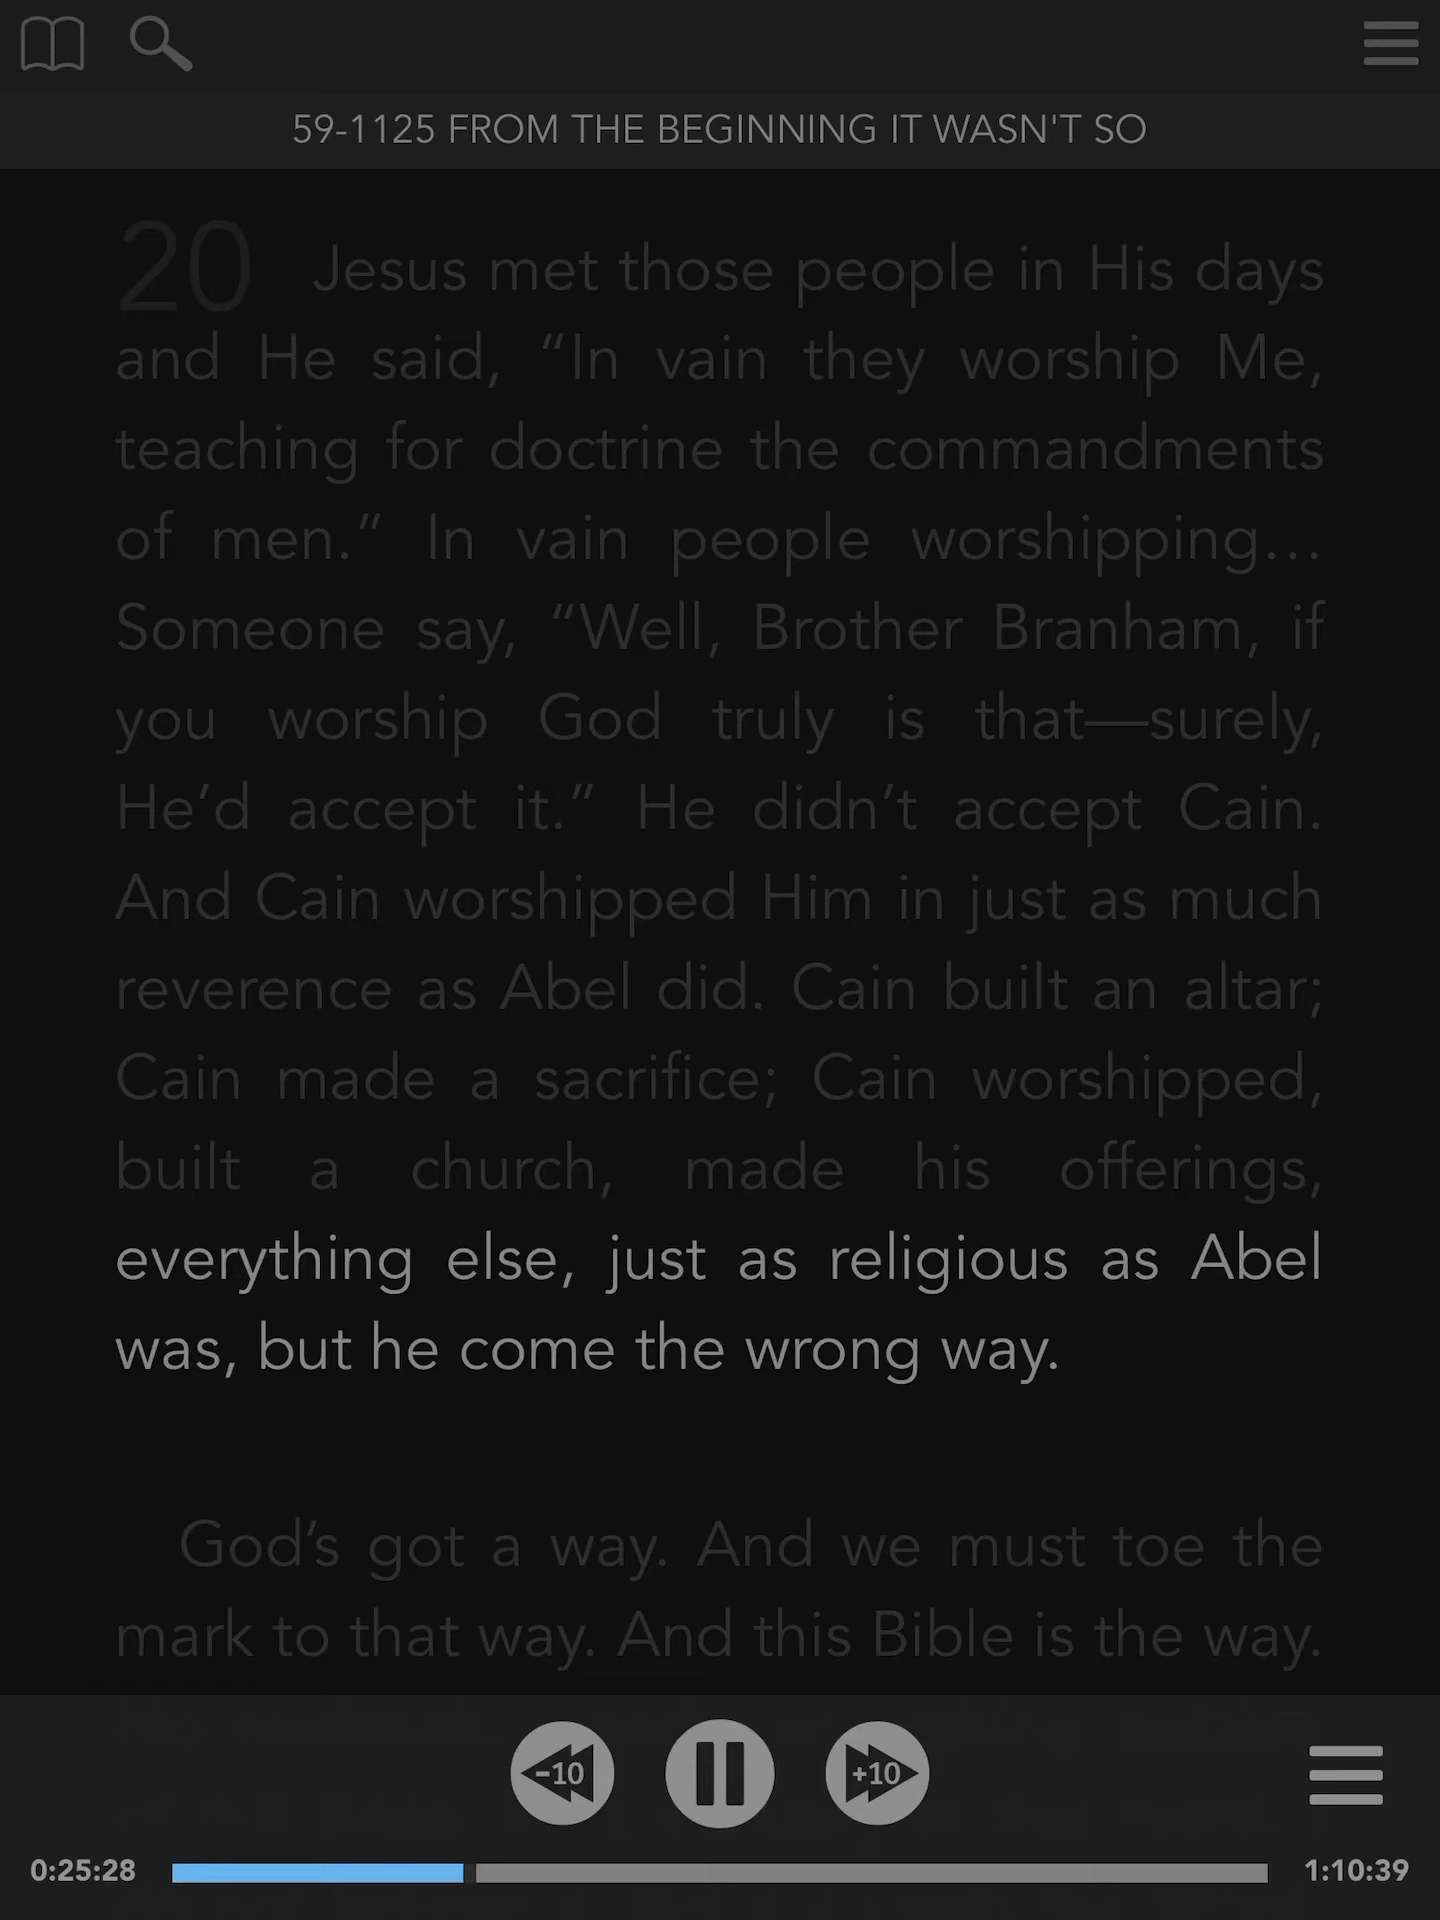 59-1125 FROM THE BEGINNING IT WASN'T SO
20 Jesus met those people in His days
and He said, “In vain they worship Me,
teaching for doctrine the commandments
of men.” In vain people worshipping…
Someone say, “Well, Brother Branham, if
you worship God truly is that—surely,
He’d accept it.” He didn’t accept Cain.
And Cain worshipped Him in just as much
reverence as Abel did. Cain built an altar;
Cain made a sacrifice; Cain worshipped,
built a church, made his offerings,
everything else, just as religious as Abel
was, but he come the wrong way.
God’s got a way. And we must toe the
mark to that way. And this Bible is the way.
-10 +10
0:25:28 1:10:39